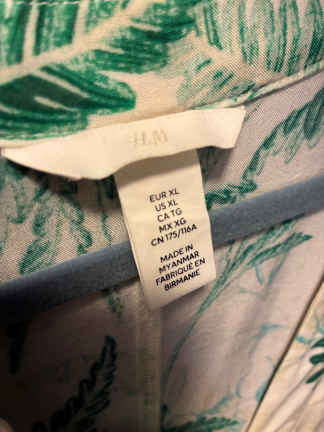 H&M
EUR XL
US XL
CA TG
MX XG
CN 175/116A
MADE IN
MYANMAR
FABRIQUÉ EN
BIRMANIE